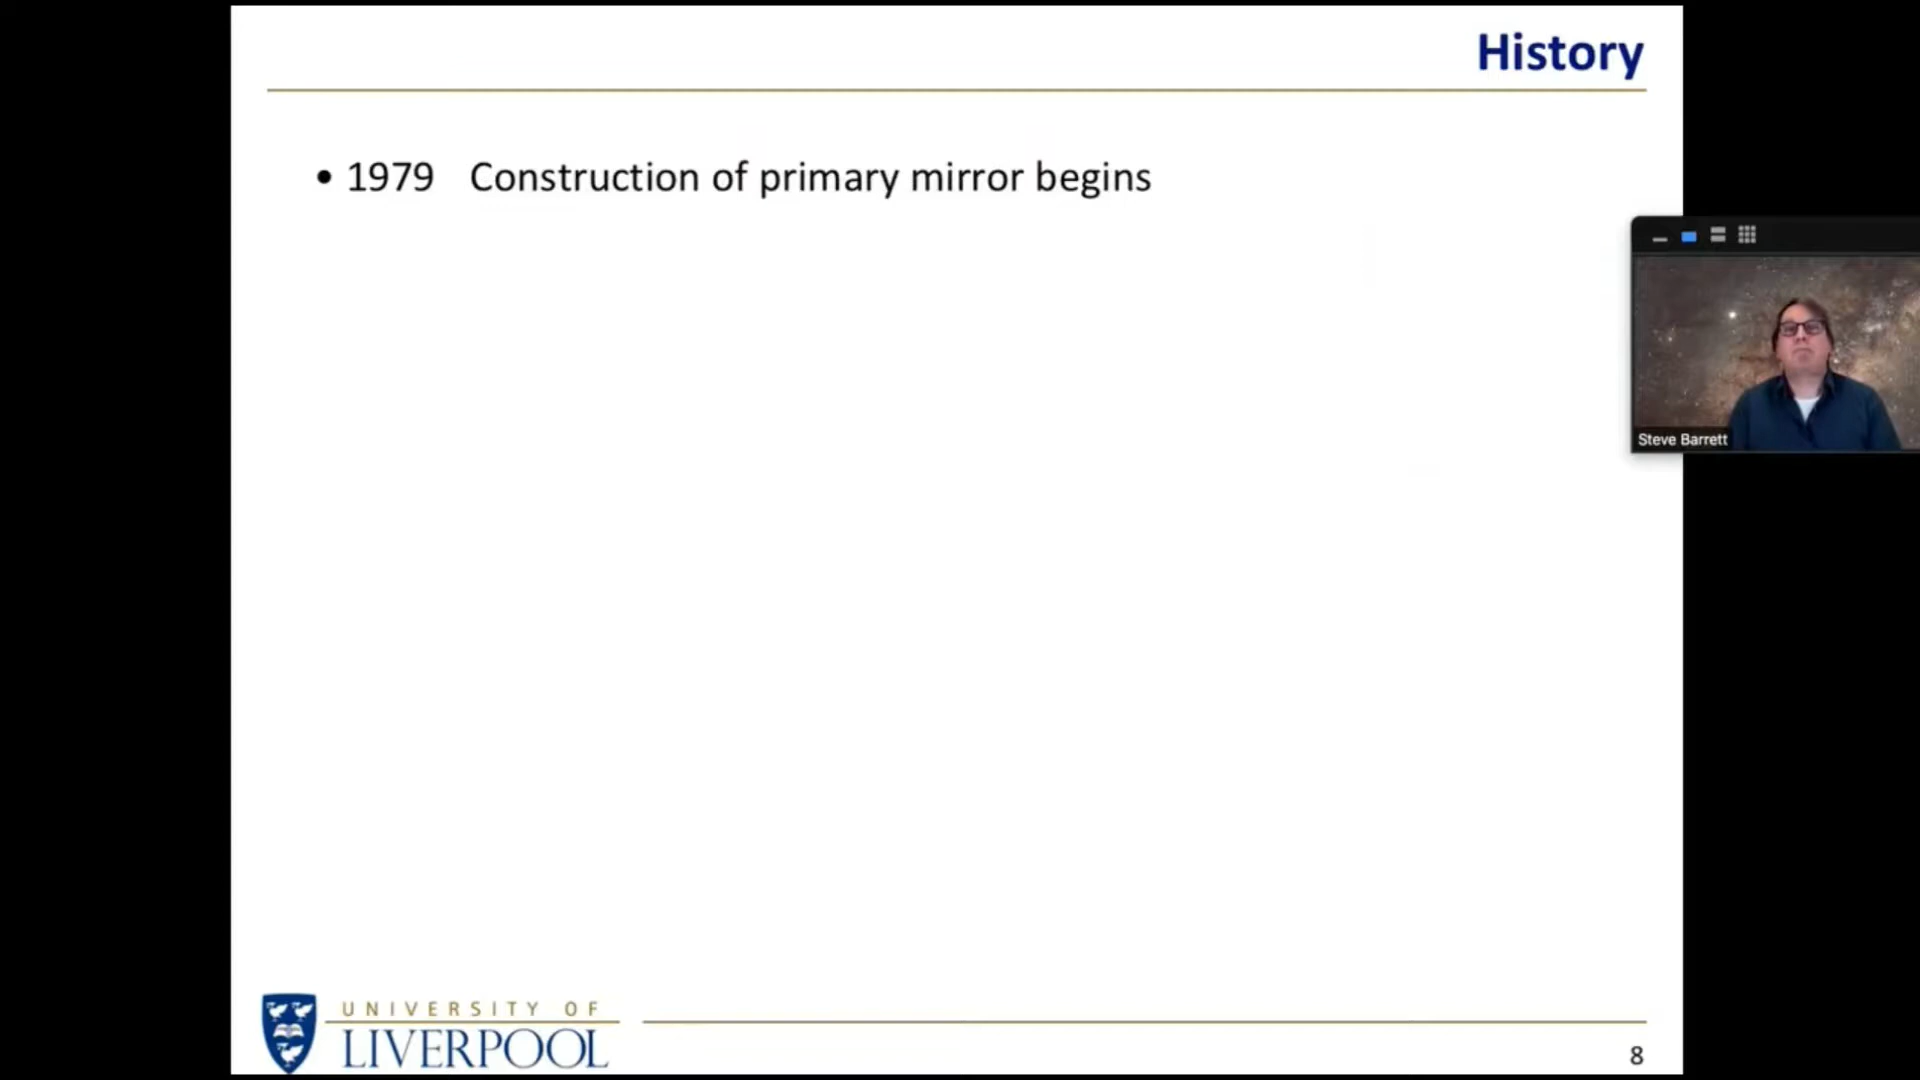 History
• 1979 Construction of primary mirror begins
Steve Barrett
UNIVERSITY OF
LIVERPOOL
8